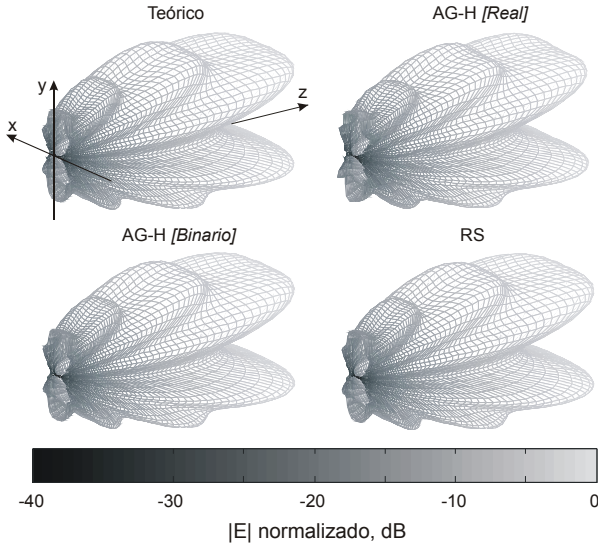 Teórico
AG-H [Real]
y
x
z
AG-H [Binario]
RS
-40 -30 -20 -10 0
|E| normalizado, dB